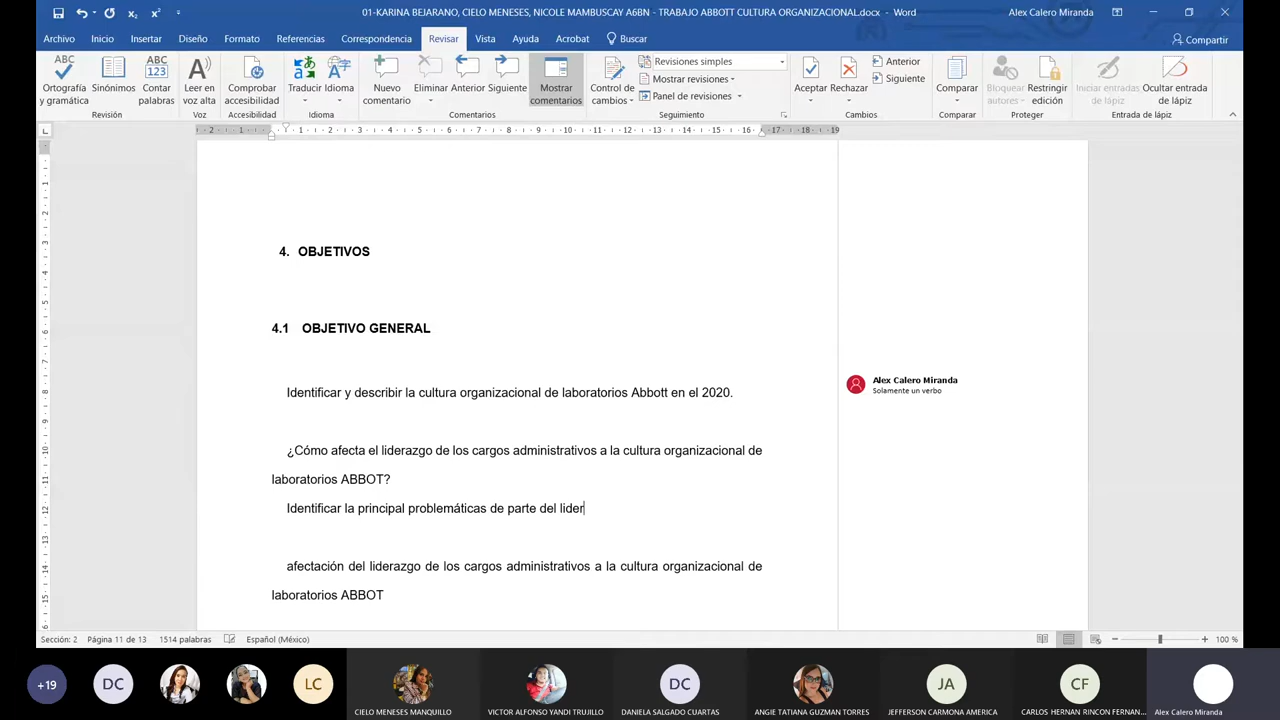 01-KARINA BEJARANO, CIELO MENESES, NICOLE MAMBUSCAY A6BN - TRABAJO ABBOTT CULTURA ORGANIZACIONAL.docx - Word
Alex Calero Miranda
Archivo Inicio Insertar Diseño Formato Referencias Correspondencia Revisar Vista Ayuda Acrobat Buscar
Compartir
Ortografía y gramática
Sinónimos
Contar palabras
Leer en voz alta
Comprobar accesibilidad
Traducir
Idioma
Nuevo comentario
Eliminar
Anterior
Siguiente
Mostrar comentarios
Control de cambios
Revisiones simples
Mostrar revisiones
Panel de revisiones
Aceptar
Rechazar
Anterior
Siguiente
Comparar
Bloquear autores
Restringir edición
Iniciar entradas de lápiz
Ocultar entrada de lápiz
Revisión Voz Accesibilidad Idioma Comentarios Seguimiento Cambios Comparar Proteger Entrada de lápiz
4. OBJETIVOS
4.1 OBJETIVO GENERAL
Identificar y describir la cultura organizacional de laboratorios Abbott en el 2020.
Alex Calero Miranda
Solamente un verbo
¿Cómo afecta el liderazgo de los cargos administrativos a la cultura organizacional de
laboratorios ABBOT?
Identificar la principal problemáticas de parte del lider
afectación del liderazgo de los cargos administrativos a la cultura organizacional de
laboratorios ABBOT
Sección: 2 Página 11 de 13 1514 palabras Español (México) 100 %
+19 DC LC DC JA CF
CIELO MENESES MANQUILLO VICTOR ALFONSO YANDI TRUJILLO DANIELA SALGADO CUARTAS ANGIE TATIANA GUZMAN TORRES JEFFERSON CARMONA AMERICA CARLOS HERNAN RINCON FERNAN... Alex Calero Miranda